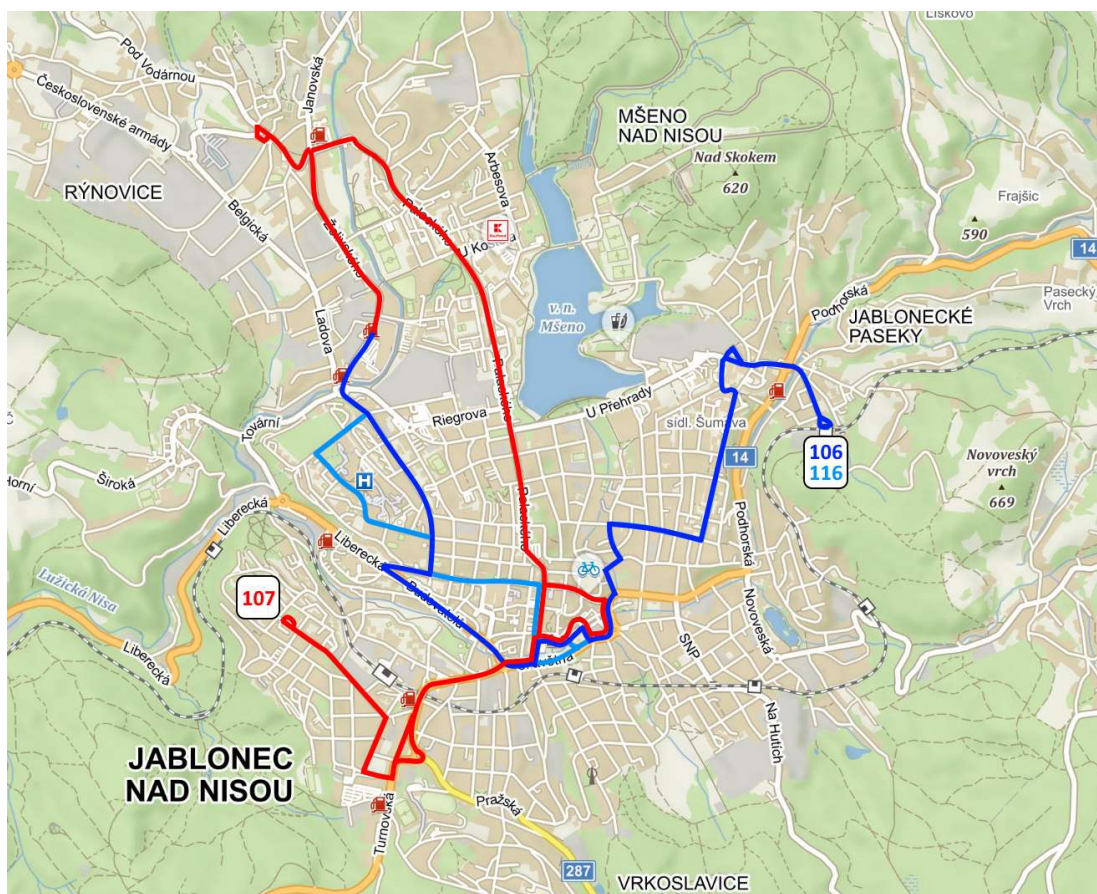 Lískovo
Pod Vodárnou
Janovská
Československé armády
MŠENO
NAD NISOU
Arbesova
Nad Skokem
620
RÝNOVICE
Frajšic
590
Belgická
Palackého
U Kostela
Želivského
14
Podhorská
Pasecký
Vrch
JABLONECKÉ
PASEKY
v. n.
Mšeno
Ladova
Palackého
U Přehrady
Riegrova
sídl. Šumava
Tovární
14
106
116
Novoveský
vrch
669
Horní
Široká
H
Liberecká
Palackého
Podhorská
Liberecká
Lužická Nisa
Budovatelů
107
Novoveská
SNP
Liberecká
Na Hutích
JABLONEC
NAD NISOU
Pražská
Turnovská
287
VRKOSLAVICE